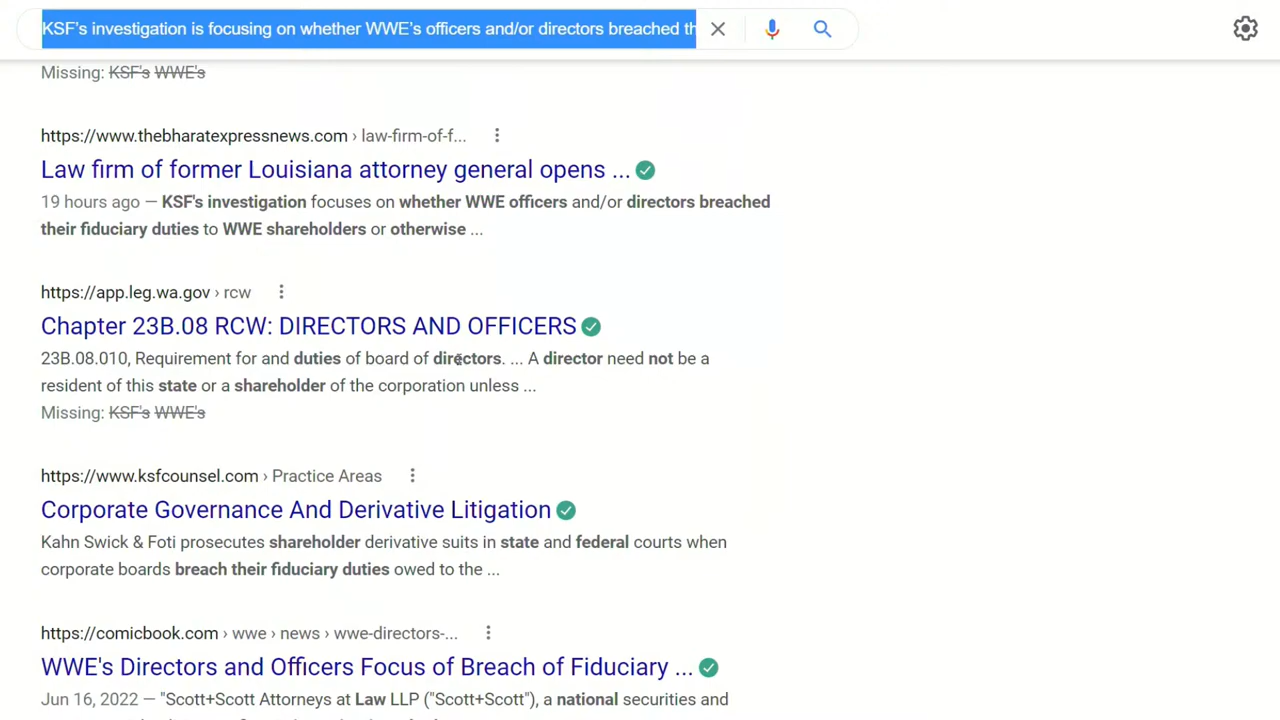 KSF's investigation is focusing on whether WWE's officers and/or directors breached th
Missing: KSF's WWE's
https://www.thebharatexpressnews.com › law-firm-of-f...
Law firm of former Louisiana attorney general opens ...
19 hours ago — KSF's investigation focuses on whether WWE officers and/or directors breached
their fiduciary duties to WWE shareholders or otherwise ...
https://app.leg.wa.gov › rcw
Chapter 23B.08 RCW: DIRECTORS AND OFFICERS
23B.08.010, Requirement for and duties of board of directors. ... A director need not be a
resident of this state or a shareholder of the corporation unless ...
Missing: KSF's WWE's
https://www.ksfcounsel.com › Practice Areas
Corporate Governance And Derivative Litigation
Kahn Swick & Foti prosecutes shareholder derivative suits in state and federal courts when
corporate boards breach their fiduciary duties owed to the ...
https://comicbook.com › wwe › news › wwe-directors-...
WWE's Directors and Officers Focus of Breach of Fiduciary ...
Jun 16, 2022 — "Scott+Scott Attorneys at Law LLP ("Scott+Scott"), a national securities and